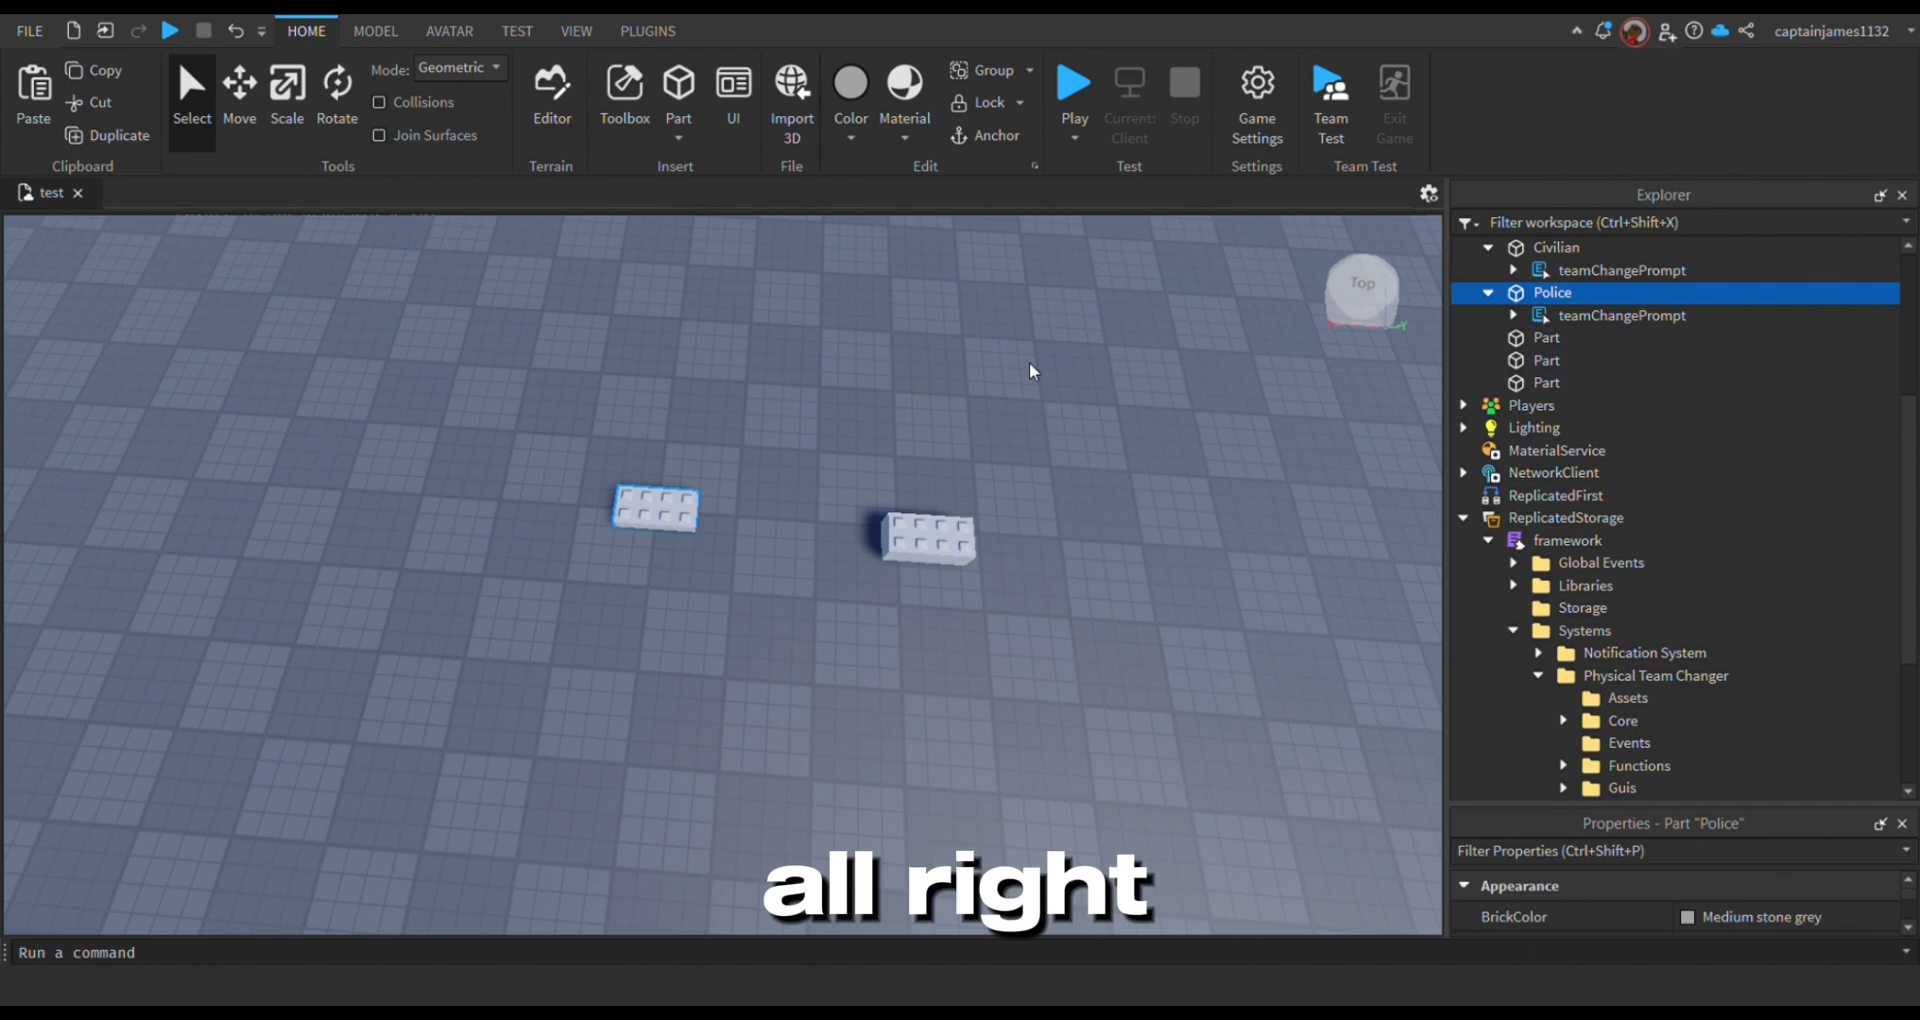 FILE HOME MODEL AVATAR TEST VIEW PLUGINS captainjames1132
Paste Copy Cut Duplicate
Clipboard
Select Move Scale Rotate
Mode: Geometric
Collisions
Join Surfaces
Tools
Editor
Terrain
Toolbox Part UI
Insert
Import 3D
File
Color Material
Group
Lock
Anchor
Edit
Play Current: Client Stop
Test
Game Settings
Settings
Team Test Exit Game
Team Test
test
Top
Y
Explorer
Filter workspace (Ctrl+Shift+X)
Civilian
teamChangePrompt
Police
teamChangePrompt
Part
Part
Part
Players
Lighting
MaterialService
NetworkClient
ReplicatedFirst
ReplicatedStorage
framework
Global Events
Libraries
Storage
Systems
Notification System
Physical Team Changer
Assets
Core
Events
Functions
Guis
Properties - Part "Police"
Filter Properties (Ctrl+Shift+P)
Appearance
BrickColor Medium stone grey
all right
Run a command